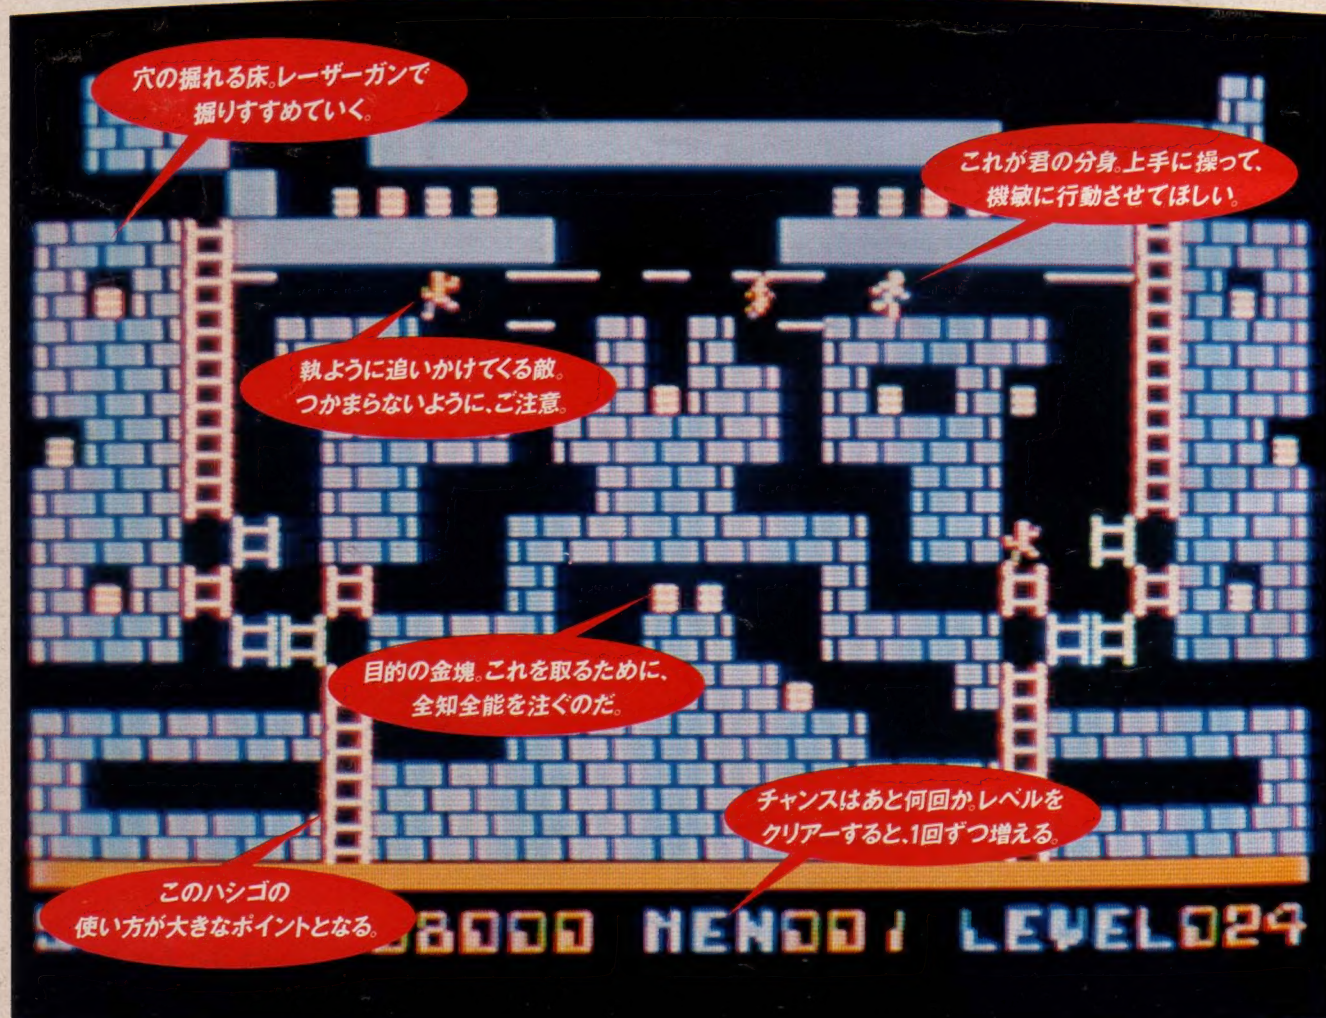 穴の掘れる床。レーザーガンで
掘りすすめていく。
これが君の分身。上手に操って、
機敏に行動させてほしい。
執ように追いかけてくる敵。
つかまらないように、ご注意。
目的の金塊。これを取るために、
全知全能を注ぐのだ。
チャンスはあと何回か。レベルを
クリアーすると、1回ずつ増える。
このハシゴの
使い方が大きなポイントとなる。
8000 MEN001 LEVEL024